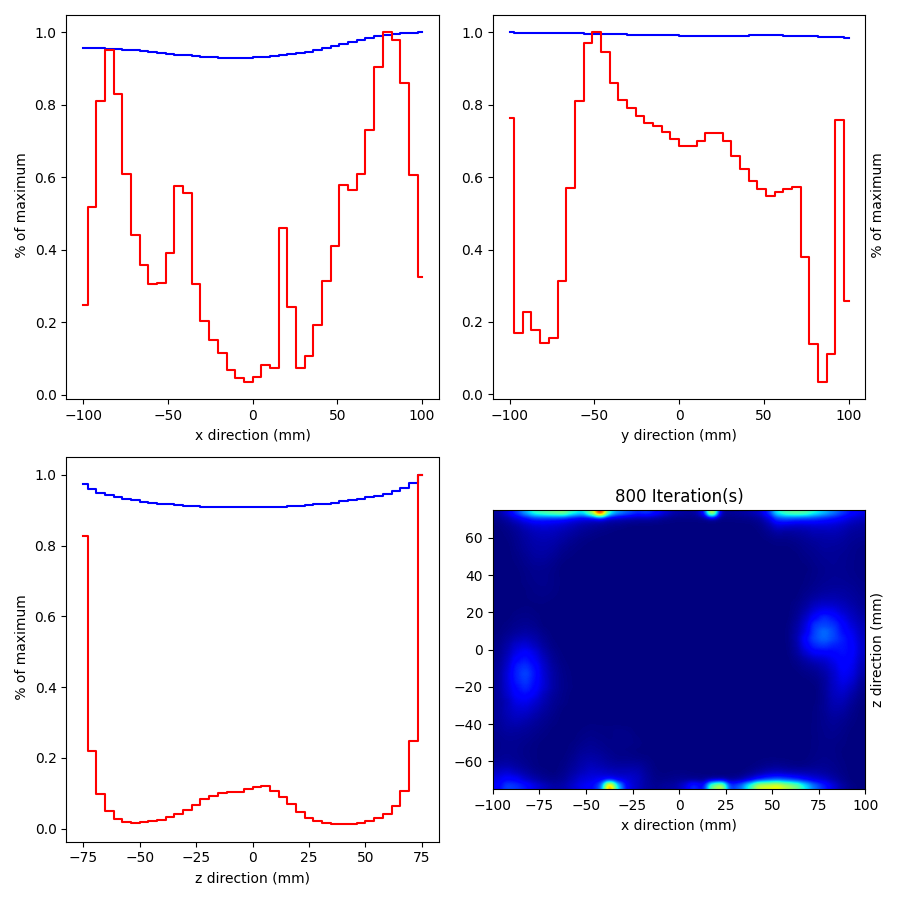 1.0
0.8
0.6
0.4
0.2
0.0
% of maximum
−100 −50 0 50 100
x direction (mm)
1.0
0.8
0.6
0.4
0.2
0.0
% of maximum
−100 −50 0 50 100
y direction (mm)
1.0
0.8
0.6
0.4
0.2
0.0
% of maximum
−75 −50 −25 0 25 50 75
x direction (mm)
z direction (mm)
800 Iteration(s)
60
40
20
0
−20
−40
−60
z direction (mm)
−100 −75 −50 −25 0 25 50 75 100